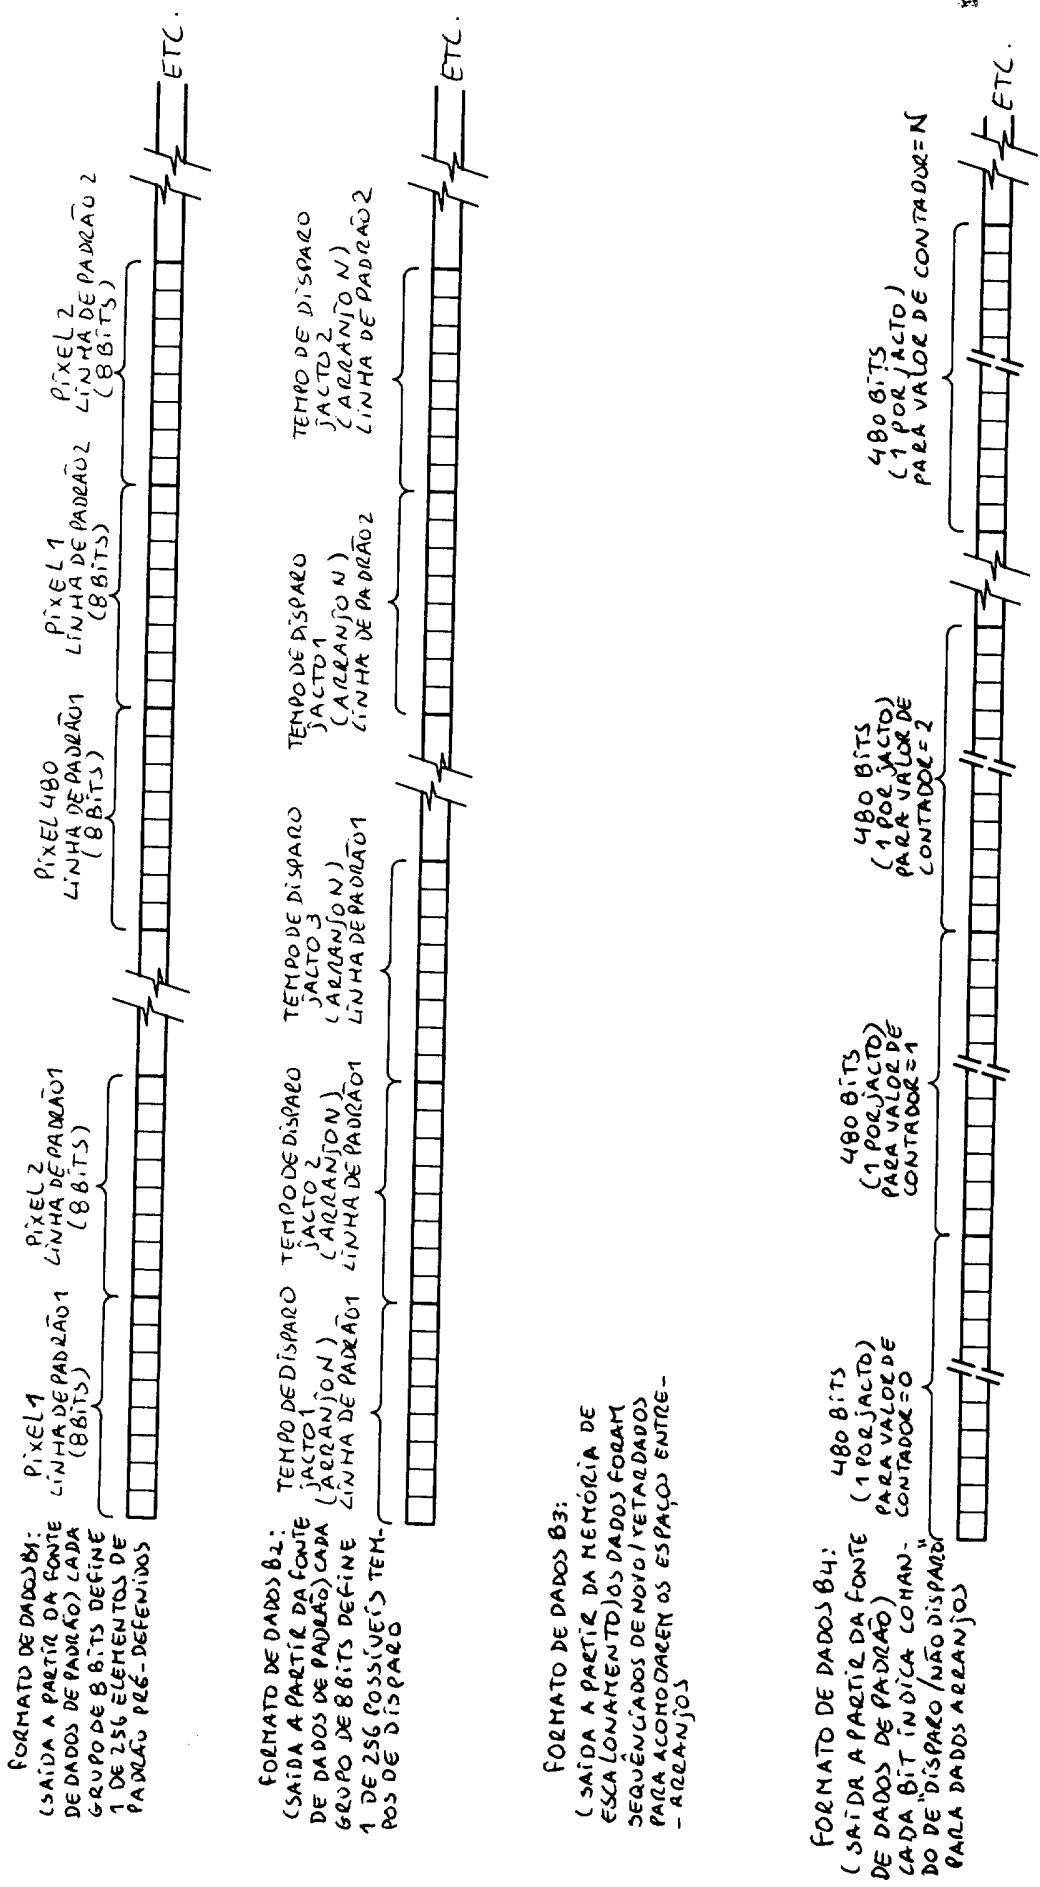 FORMATO DE DADOS B1:
(SAÍDA A PARTIR DA FONTE
DE DADOS DE PADRÃO) CADA
GRUPO DE 8 BITS DEFINE
1 DE 256 ELEMENTOS DE
PADRÃO PRÉ-DEFENIDOS
PIXEL 1
LINHA DE PADRÃO 1
(8 BITS)
PIXEL 2
LINHA DE PADRÃO 1
(8 BITS)
PIXEL 480
LINHA DE PADRÃO 1
(8 BITS)
PIXEL 1
LINHA DE PADRÃO 2
(8 BITS)
PIXEL 2
LINHA DE PADRÃO 2
(8 BITS)
ETC.
FORMATO DE DADOS B2:
(SAÍDA A PARTIR DA FONTE
DE DADOS DE PADRÃO) CADA
GRUPO DE 8 BITS DEFINE
1 DE 256 POSSÍVEIS TEM-
POS DE DISPARO
TEMPO DE DISPARO
JACTO 1
(ARRANJO N)
LINHA DE PADRÃO 1
TEMPO DE DISPARO
JACTO 2
(ARRANJO N)
LINHA DE PADRÃO 1
TEMPO DE DISPARO
JACTO 3
(ARRANJO N)
LINHA DE PADRÃO 1
TEMPO DE DISPARO
JACTO 1
(ARRANJO N)
LINHA DE PADRÃO 2
TEMPO DE DISPARO
JACTO 2
(ARRANJO N)
LINHA DE PADRÃO 2
ETC.
FORMATO DE DADOS B3:
(SAÍDA A PARTIR DA MEMÓRIA DE
ESCALONAMENTO) OS DADOS FORAM
SEQUÊNCIADOS DE NOVO/RETARDADOS
PARA ACOMODAREM OS ESPAÇOS ENTRE-
-ARRANJOS
FORMATO DE DADOS B4:
(SAÍDA A PARTIR DA FONTE
DE DADOS DE PADRÃO)
CADA BIT INDICA COMAN-
DO DE "DISPARO/NÃO DISPARO"
PARA DADOS ARRANJOS
480 BITS
(1 POR JACTO)
PARA VALOR DE
CONTADOR=0
480 BITS
(1 POR JACTO)
PARA VALOR DE
CONTADOR=1
480 BITS
(1 POR JACTO)
PARA VALOR DE
CONTADOR=2
480 BITS
(1 POR JACTO)
PARA VALOR DE CONTADOR=N
ETC.